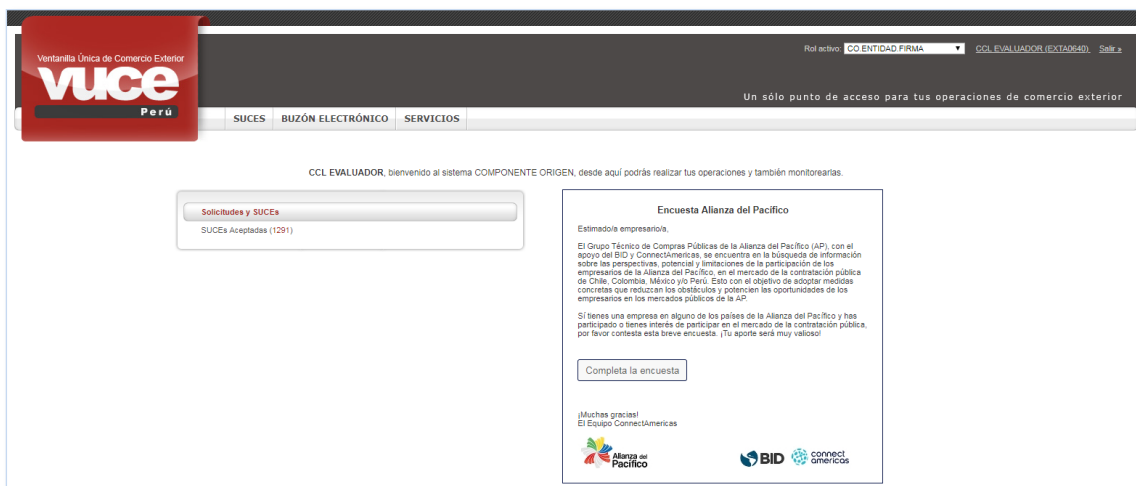 Ventanilla Única de Comercio Exterior
vuce
Perú
Rol activo: CO.ENTIDAD.FIRMA CCL EVALUADOR (EXTA0640) Salir »
Un sólo punto de acceso para tus operaciones de comercio exterior
SUCES BUZÓN ELECTRÓNICO SERVICIOS
CCL EVALUADOR, bienvenido al sistema COMPONENTE ORIGEN, desde aquí podrás realizar tus operaciones y también monitorearlas.
Solicitudes y SUCEs
SUCEs Aceptadas (1291)
Encuesta Alianza del Pacífico
Estimado/a empresario/a,
El Grupo Técnico de Compras Públicas de la Alianza del Pacífico (AP), con el
apoyo del BID y ConnectAmericas, se encuentra en la búsqueda de información
sobre las perspectivas, potencial y limitaciones de la participación de los
empresarios de la Alianza del Pacífico, en el mercado de la contratación pública
de Chile, Colombia, México y/o Perú. Esto con el objetivo de adoptar medidas
concretas que reduzcan los obstáculos y potencien las oportunidades de los
empresarios en los mercados públicos de la AP.
Sí tienes una empresa en alguno de los países de la Alianza del Pacífico y has
participado o tienes interés de participar en el mercado de la contratación pública,
por favor contesta esta breve encuesta. ¡Tu aporte será muy valioso!
Completa la encuesta
¡Muchas gracias!
El Equipo ConnectAmericas
Alianza del
Pacífico
BID
connect
americas